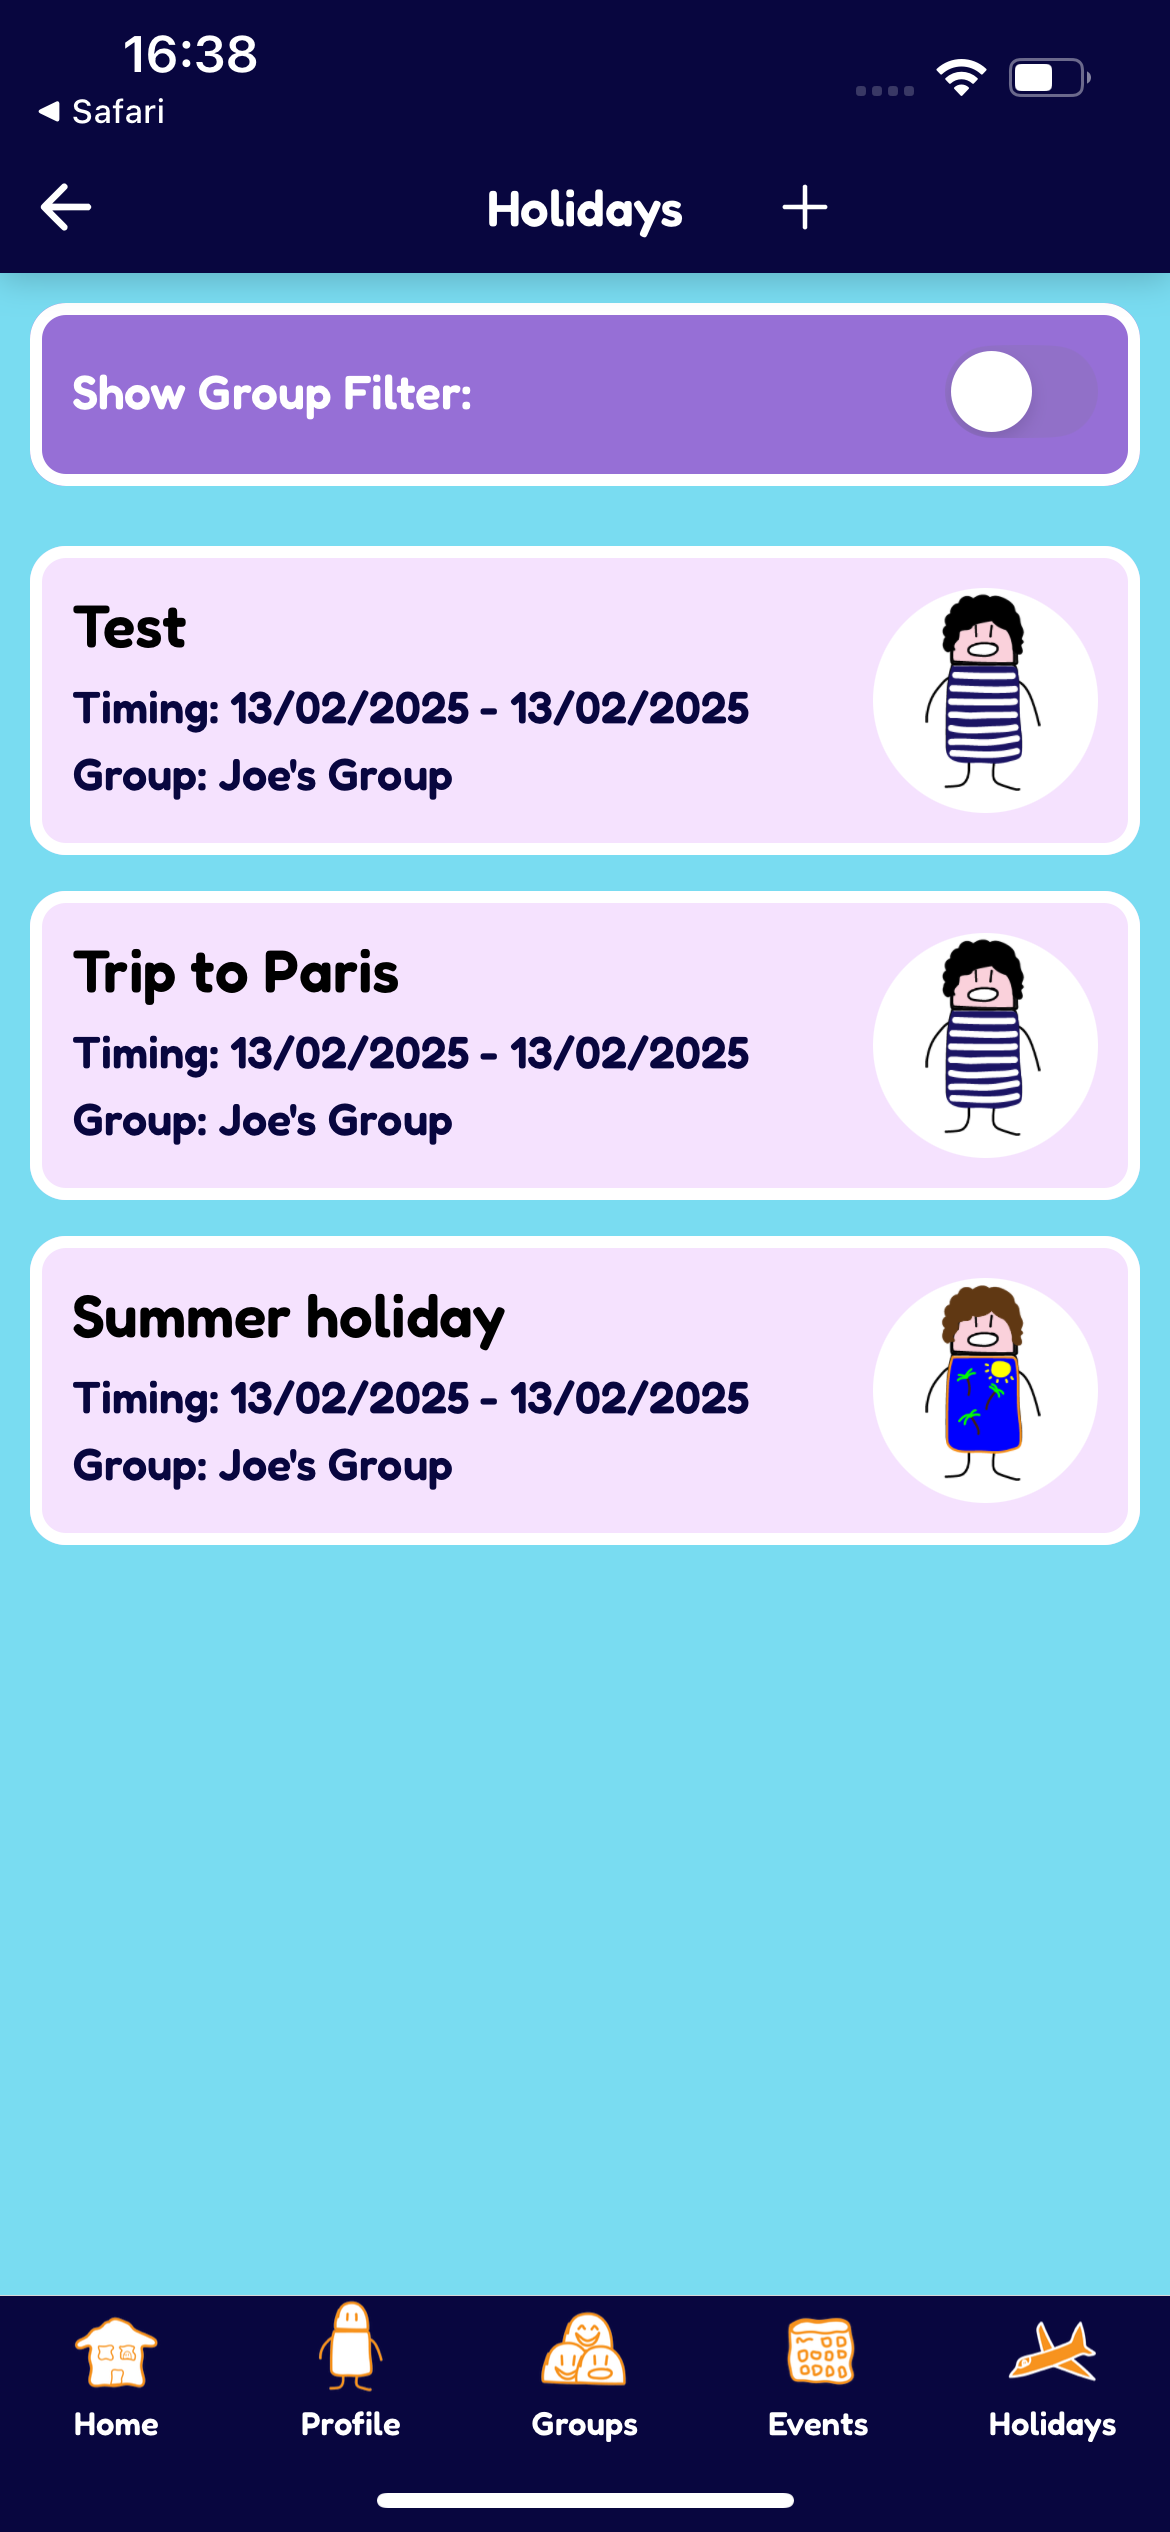 16:38
Safari
Holidays
Show Group Filter:
Test
Timing: 13/02/2025 - 13/02/2025
Group: Joe's Group
Trip to Paris
Timing: 13/02/2025 - 13/02/2025
Group: Joe's Group
Summer holiday
Timing: 13/02/2025 - 13/02/2025
Group: Joe's Group
Home Profile Groups Events Holidays